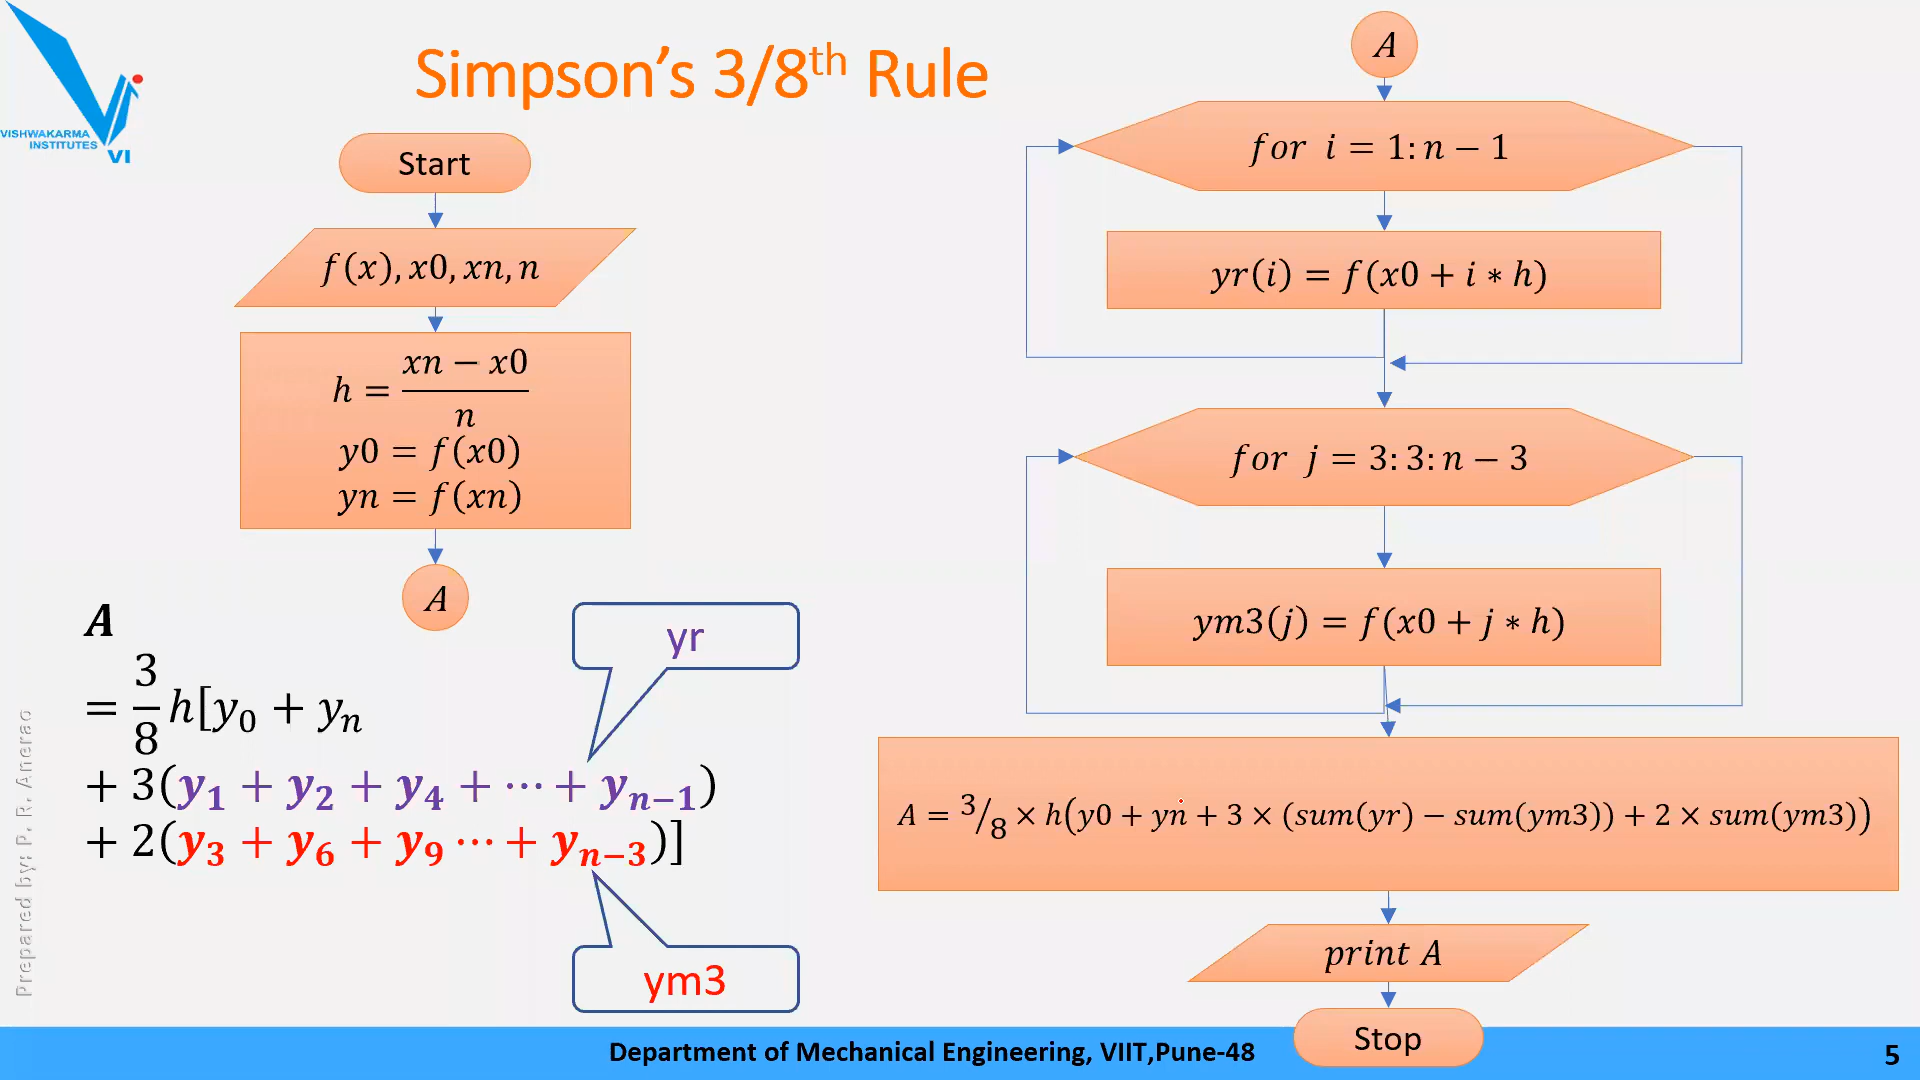 Simpson's 3/8th Rule
VISHWAKARMA
INSTITUTES
VI
Start
f(x), x0, xn, n
h = (xn − x0)/n
y0 = f(x0)
yn = f(xn)
A
A
= 3/8 h[y₀ + yₙ
+ 3(y₁ + y₂ + y₄ + ⋯ + yₙ₋₁)
+ 2(y₃ + y₆ + y₉ ⋯ + yₙ₋₃)]
yr
ym3
A
for i = 1: n − 1
yr(i) = f(x0 + i ∗ h)
for j = 3: 3: n − 3
ym3(j) = f(x0 + j ∗ h)
A = 3/8 × h(y0 + yn + 3 × (sum(yr) − sum(ym3)) + 2 × sum(ym3))
print A
Stop
Prepared by: P. R. Anerao
Department of Mechanical Engineering, VIIT,Pune-48
5